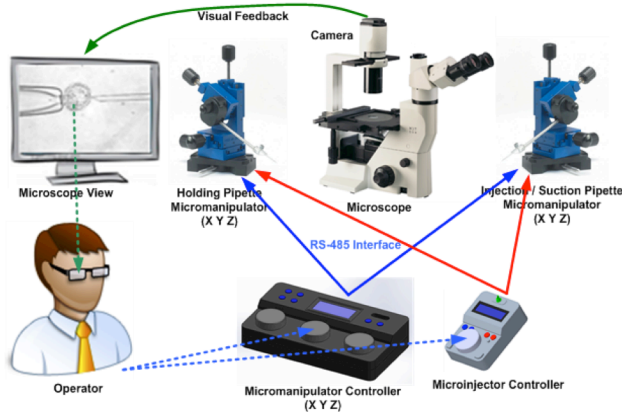 Visual Feedback
Camera
Microscope View
Holding Pipette
Micromanipulator
(X Y Z)
Microscope
Injection / Suction Pipette
Micromanipulator
(X Y Z)
RS-485 Interface
Operator
Micromanipulator Controller
(X Y Z)
Microinjector Controller